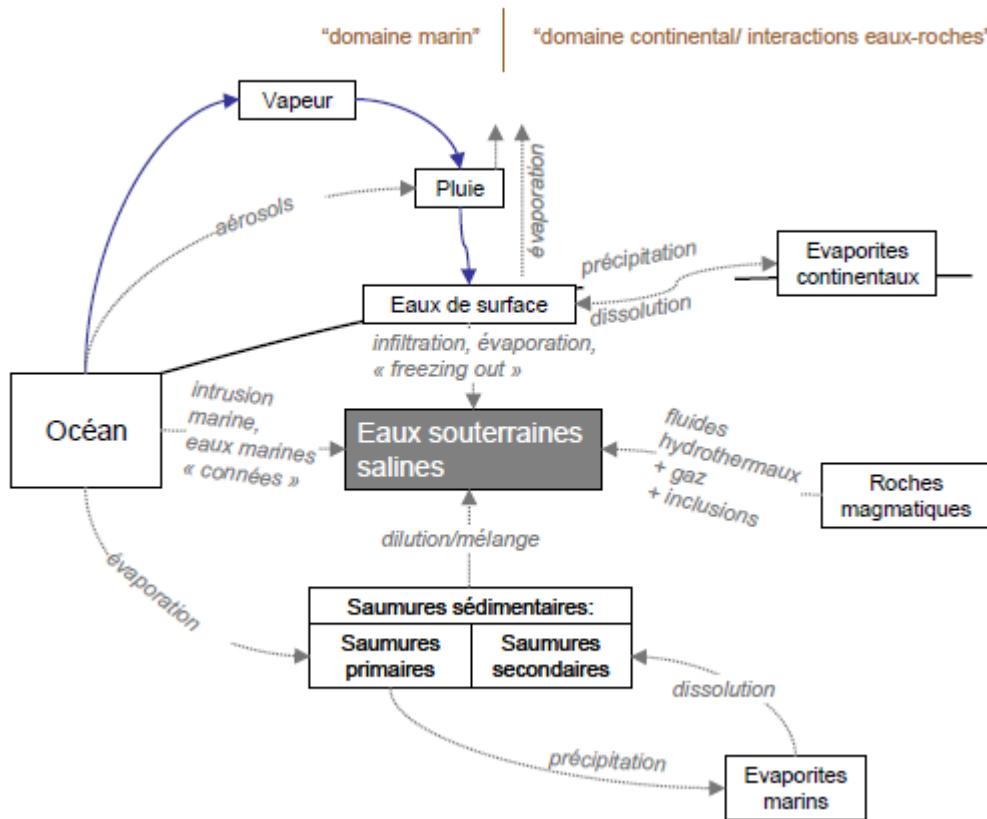 "domaine marin"
"domaine continental/ interactions eaux-roches"
Vapeur
Pluie
aérosols
évaporation
Eaux de surface
précipitation
dissolution
Evaporites
continentaux
infiltration, évaporation,
« freezing out »
Océan
intrusion
marine,
eaux marines
« connées »
Eaux souterraines
salines
fluides
hydrothermaux
+ gaz
+ inclusions
Roches
magmatiques
dilution/mélange
évaporation
Saumures sédimentaires:
Saumures
primaires
Saumures
secondaires
dissolution
précipitation
Evaporites
marins